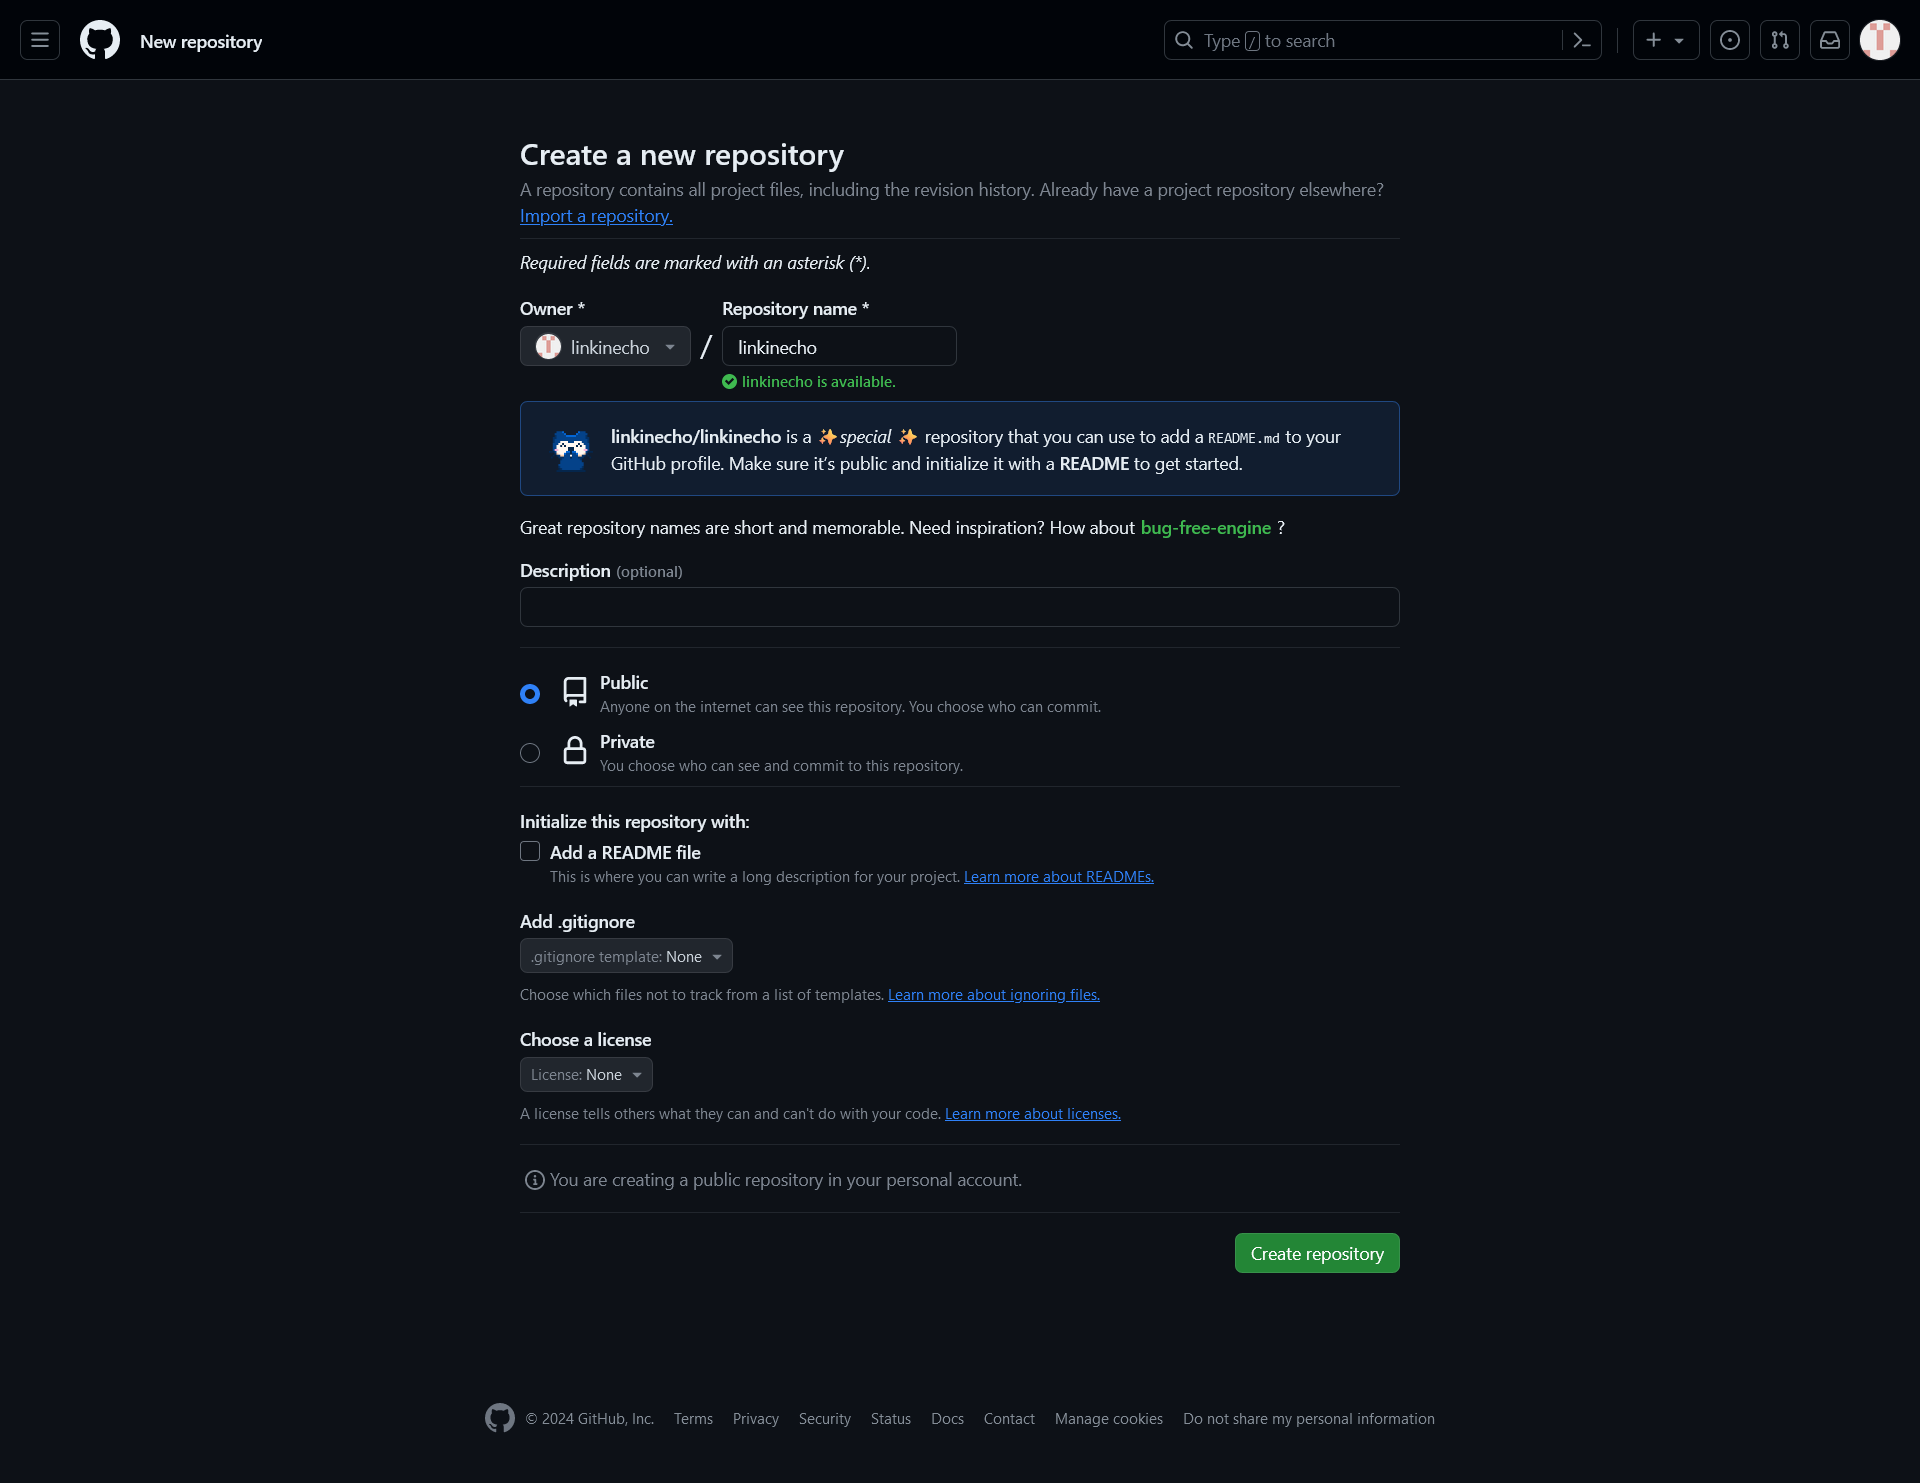 New repository
Type / to search
Create a new repository
A repository contains all project files, including the revision history. Already have a project repository elsewhere?
Import a repository.
Required fields are marked with an asterisk (*).
Owner * Repository name *
linkinecho / linkinecho
linkinecho is available.
linkinecho/linkinecho is a ✨special ✨ repository that you can use to add a README.md to your
GitHub profile. Make sure it’s public and initialize it with a README to get started.
Great repository names are short and memorable. Need inspiration? How about bug-free-engine ?
Description (optional)
Public
Anyone on the internet can see this repository. You choose who can commit.
Private
You choose who can see and commit to this repository.
Initialize this repository with:
Add a README file
This is where you can write a long description for your project. Learn more about READMEs.
Add .gitignore
.gitignore template: None
Choose which files not to track from a list of templates. Learn more about ignoring files.
Choose a license
License: None
A license tells others what they can and can't do with your code. Learn more about licenses.
You are creating a public repository in your personal account.
Create repository
© 2024 GitHub, Inc. Terms Privacy Security Status Docs Contact Manage cookies Do not share my personal information